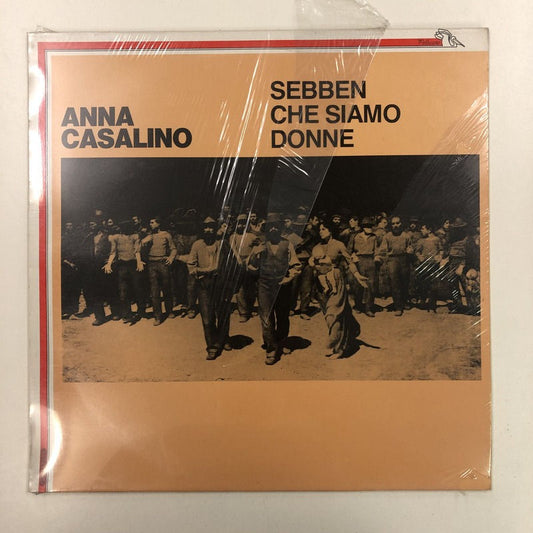 ANNA
CASALINO
SEBBEN
CHE SIAMO
DONNE